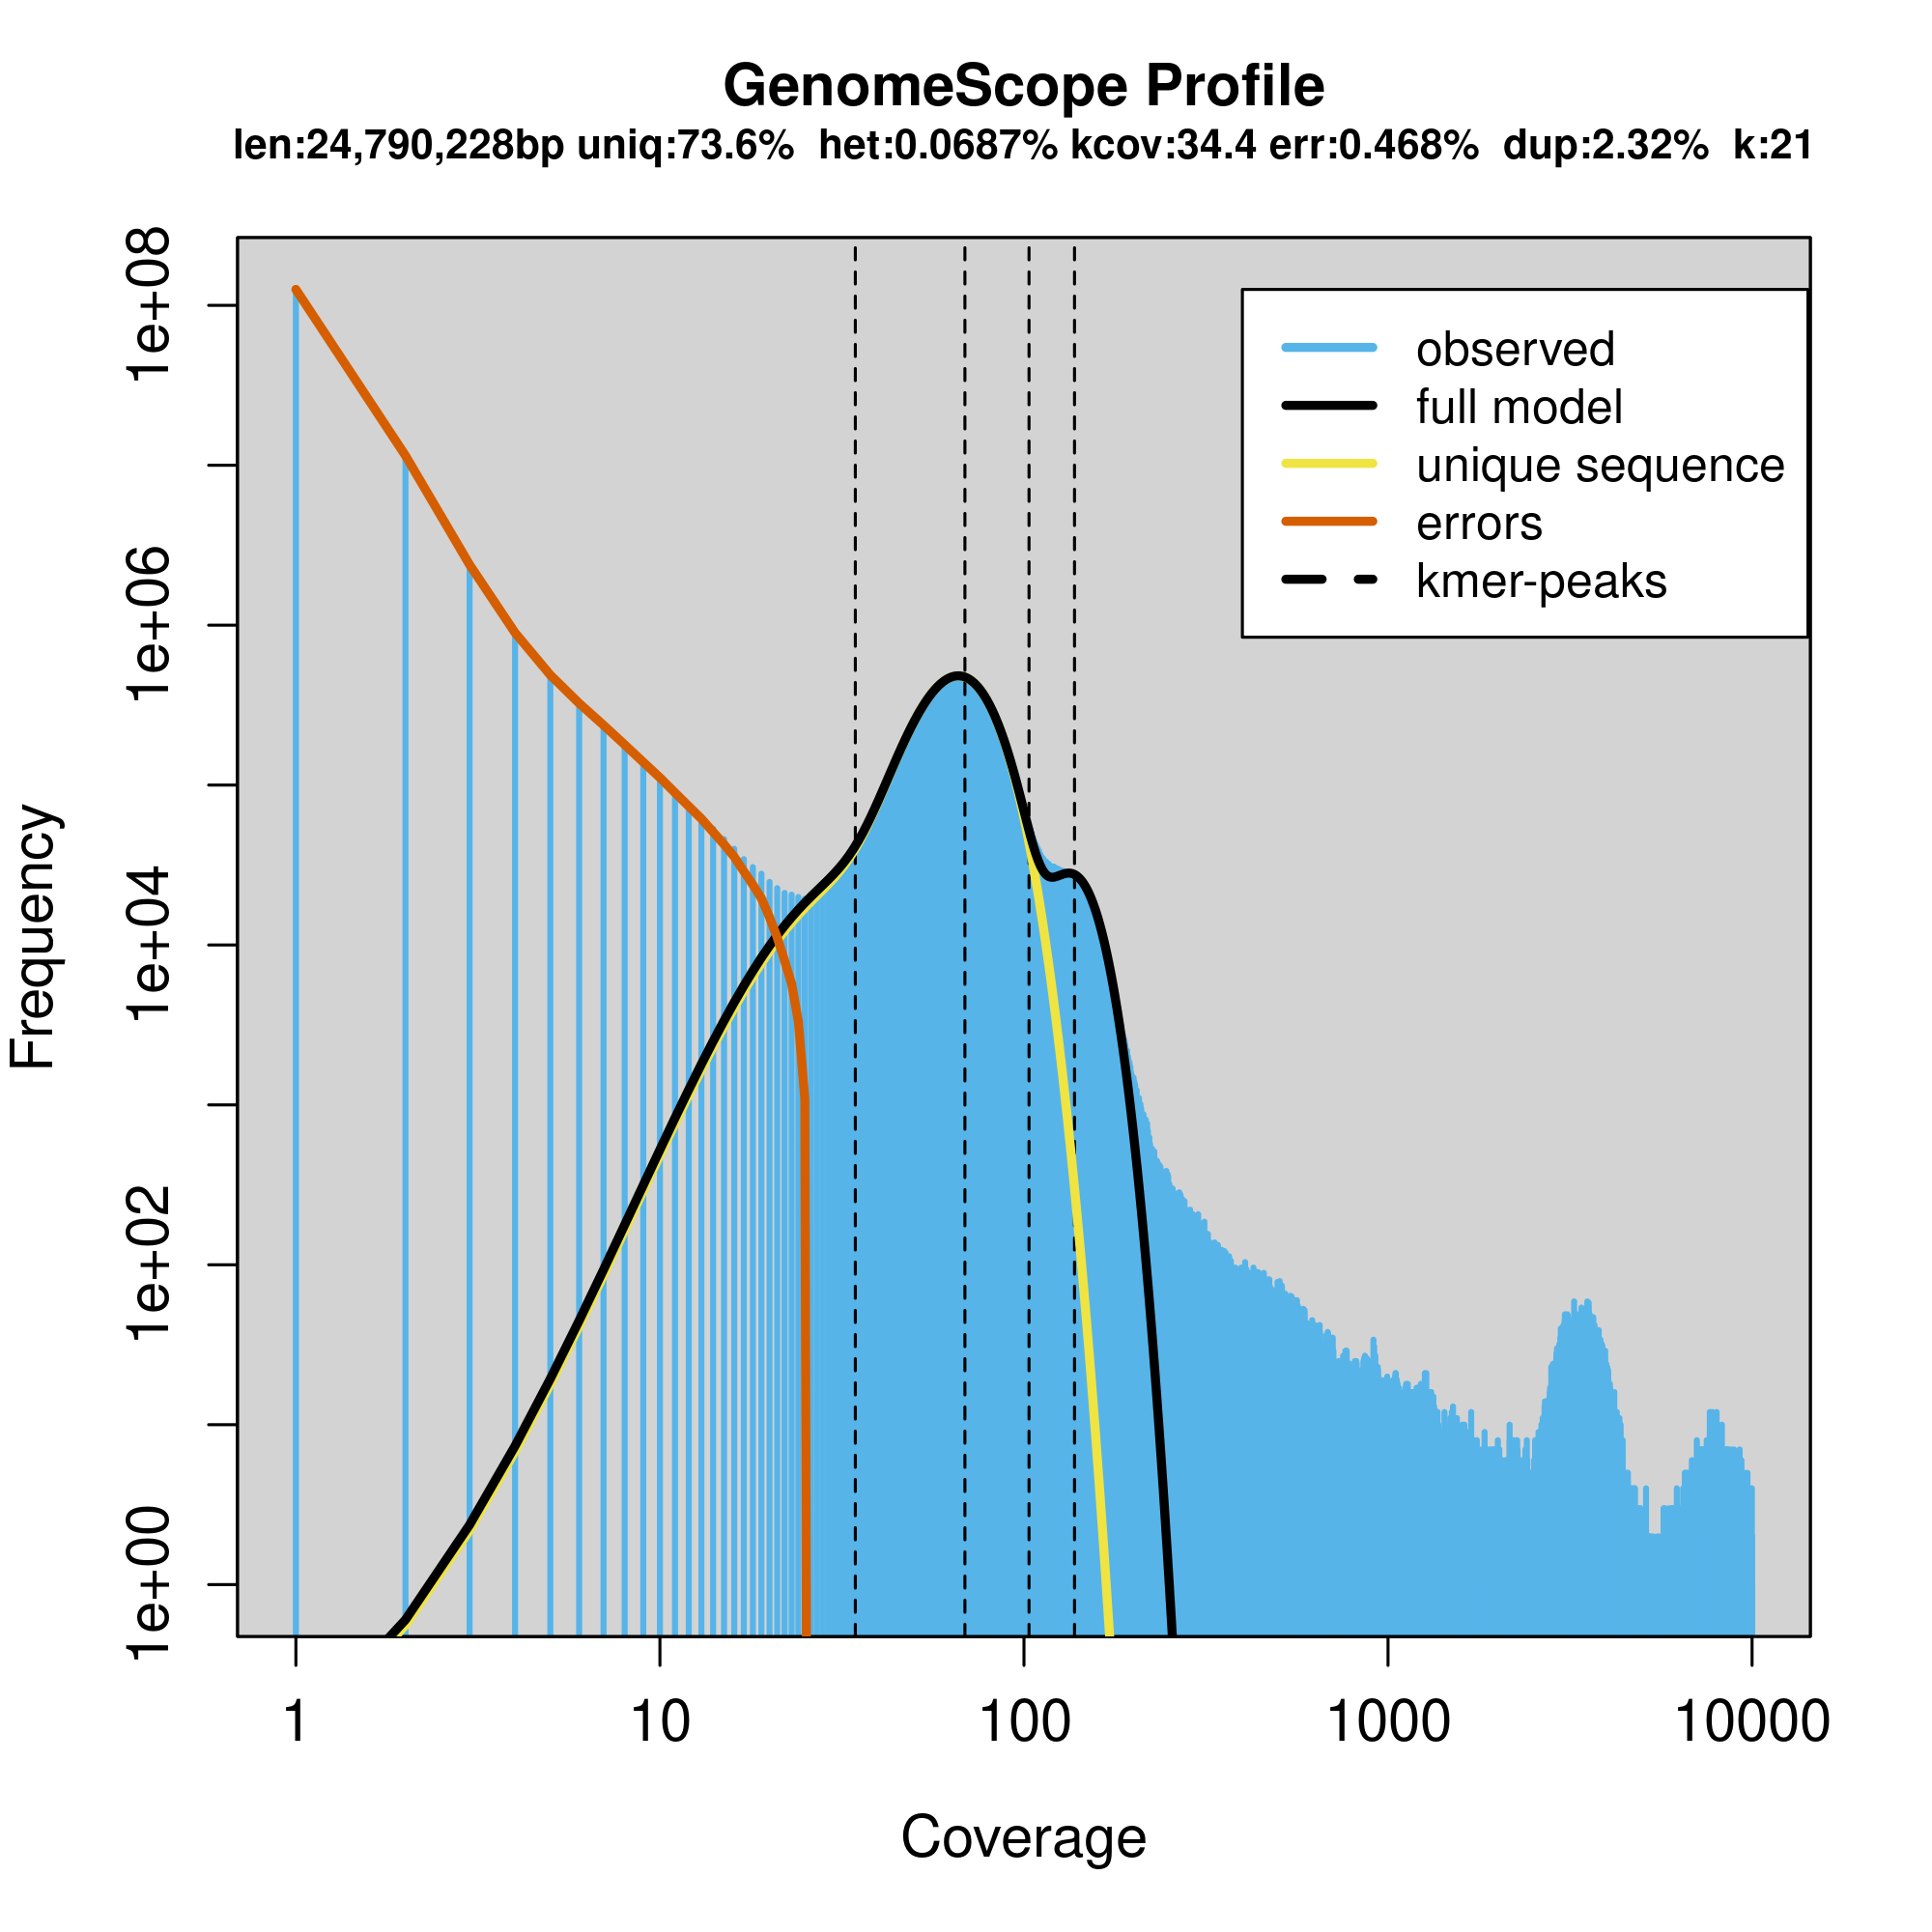 GenomeScope Profile
len:24,790,228bp uniq:73.6% het:0.0687% kcov:34.4 err:0.468% dup:2.32% k:21
1e+08
1e+06
1e+04
1e+02
1e+00
Frequency
observed
full model
unique sequence
errors
kmer-peaks
1 10 100 1000 10000
Coverage